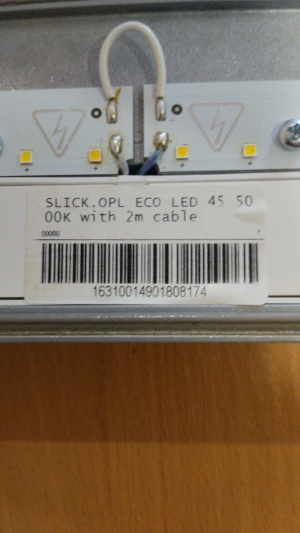 SLICK.OPL ECO LED 45 50
00K with 2m cable
00000
16310014901808174